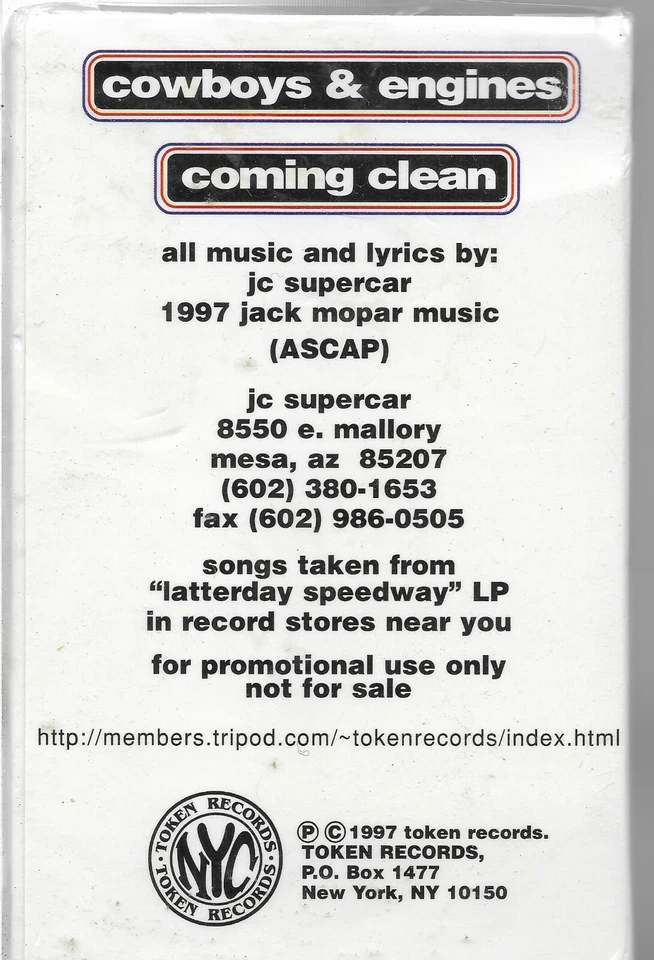 cowboys & engines
coming clean
all music and lyrics by:
jc supercar
1997 jack mopar music
(ASCAP)
jc supercar
8550 e. mallory
mesa, az 85207
(602) 380-1653
fax (602) 986-0505
songs taken from
“latterday speedway” LP
in record stores near you
for promotional use only
not for sale
http://members.tripod.com/~tokenrecords/index.html
TOKEN RECORDS
NYC
TOKEN RECORDS
Ⓟ Ⓒ 1997 token records.
TOKEN RECORDS,
P.O. Box 1477
New York, NY 10150